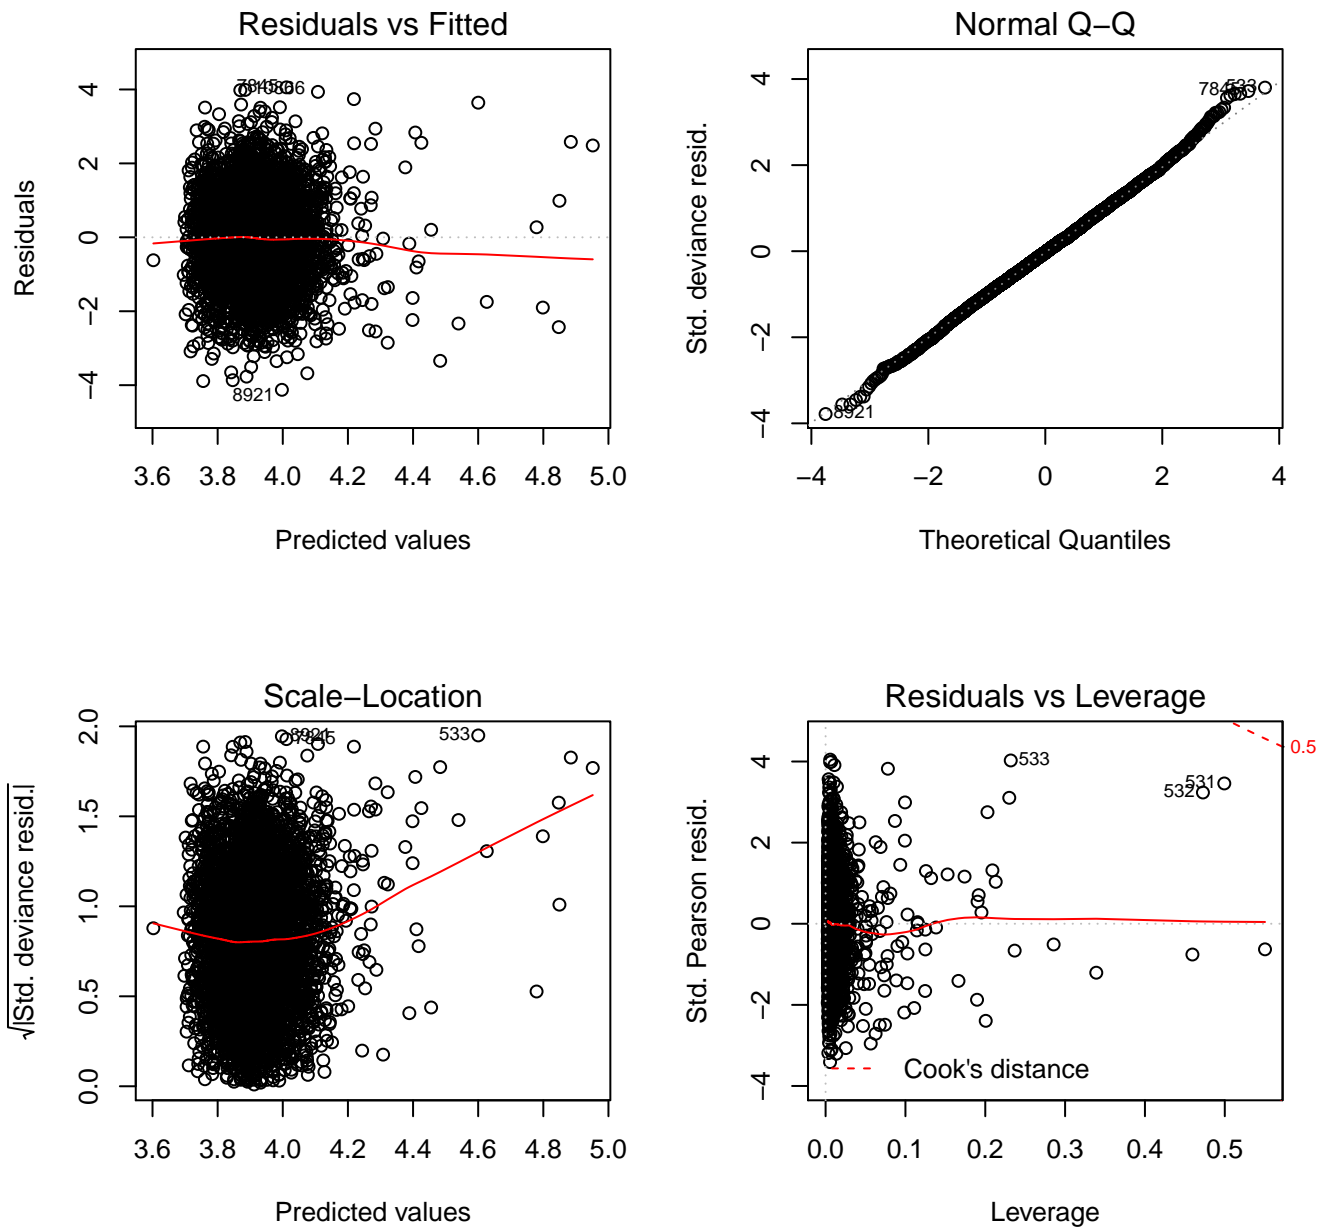 Residuals vs Fitted
Residuals
4
2
0
−2
−4
7845
10866
8921
3.6 3.8 4.0 4.2 4.4 4.6 4.8 5.0
Predicted values
Normal Q−Q
Std. deviance resid.
4
2
0
−2
−4
533
8921
−4 −2 0 2 4
Theoretical Quantiles
Scale−Location
√|Std. deviance resid.|
2.0
1.5
1.0
0.5
0.0
8921
7845
533
3.6 3.8 4.0 4.2 4.4 4.6 4.8 5.0
Predicted values
Residuals vs Leverage
Std. Pearson resid.
4
2
0
−2
−4
0.5
533
531
532
Cook's distance
0.0 0.1 0.2 0.3 0.4 0.5
Leverage